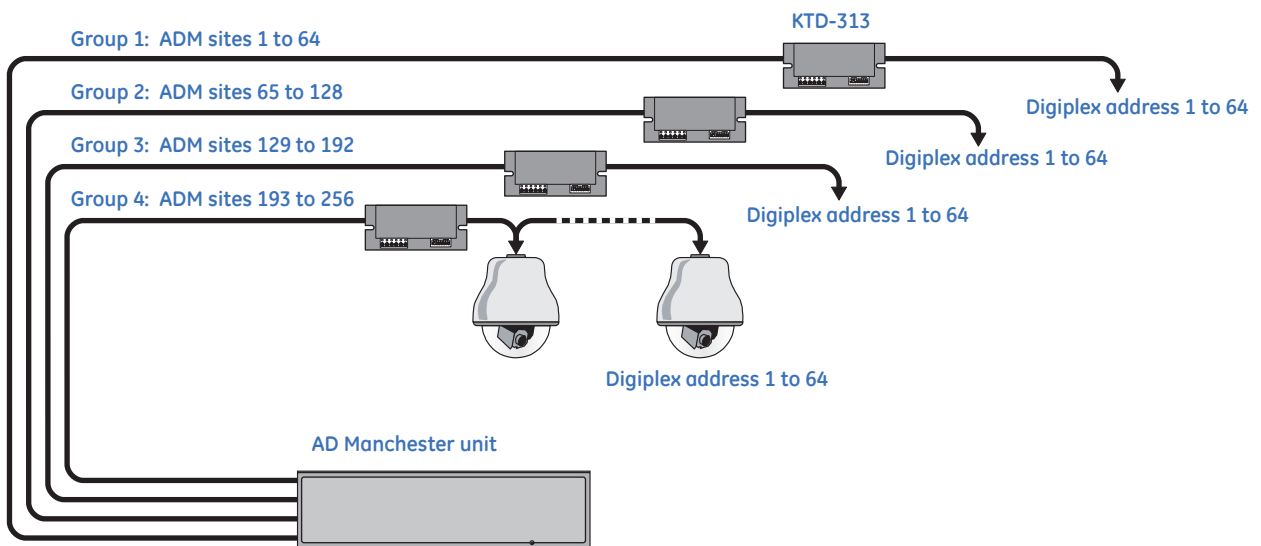 KTD-313
Group 1: ADM sites 1 to 64
Digiplex address 1 to 64
Group 2: ADM sites 65 to 128
Digiplex address 1 to 64
Group 3: ADM sites 129 to 192
Digiplex address 1 to 64
Group 4: ADM sites 193 to 256
Digiplex address 1 to 64
AD Manchester unit